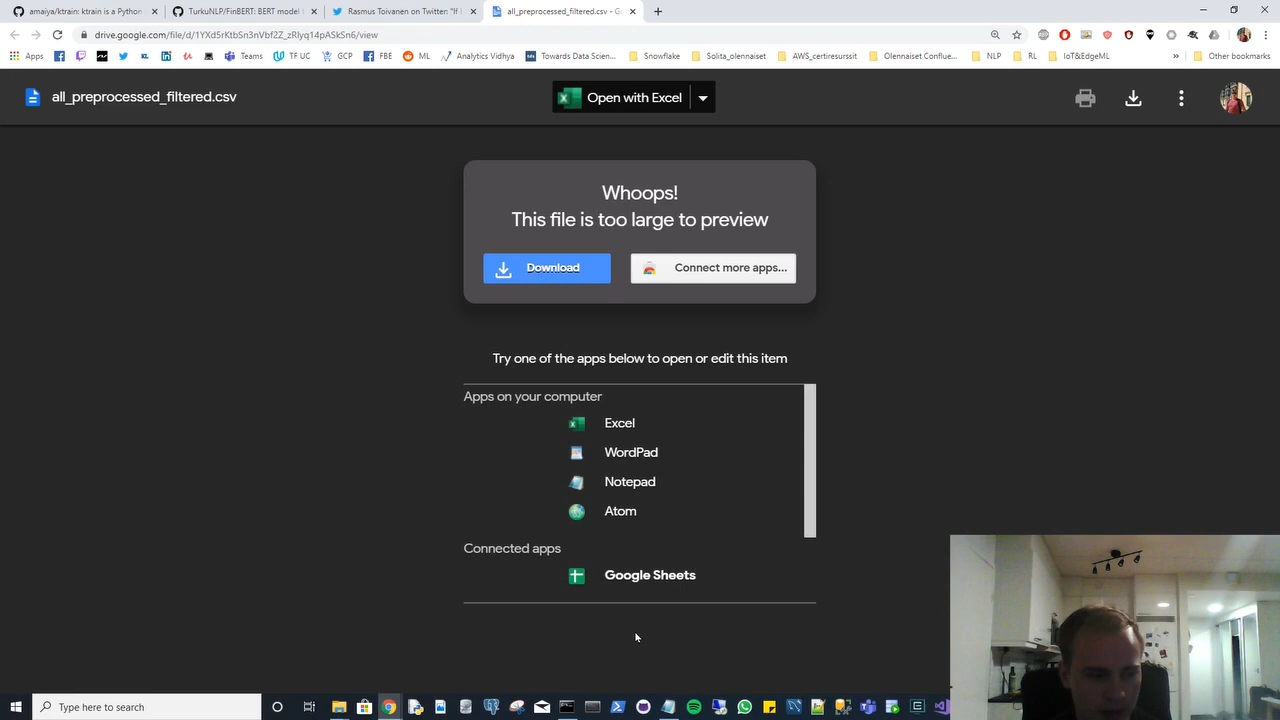 amaiya/ktrain: ktrain is a Python
TurkuNLP/FinBERT: BERT model t
Rasmus Toivanen on Twitter: "If I
all_preprocessed_filtered.csv - Go
drive.google.com/file/d/1YXd5rKtbSn3nVbf2Z_zRlyq14pASkSn6/view
Apps
Teams
TF UC
GCP
FBE
ML
Analytics Vidhya
Towards Data Scien...
Snowflake
Solita_olennaiset
AWS_certiresurssit
Olennaiset Conflue...
NLP
RL
IoT&EdgeML
»
Other bookmarks
all_preprocessed_filtered.csv
Open with Excel
Whoops!
This file is too large to preview
Download
Connect more apps...
Try one of the apps below to open or edit this item
Apps on your computer
Excel
WordPad
Notepad
Atom
Connected apps
Google Sheets
Type here to search